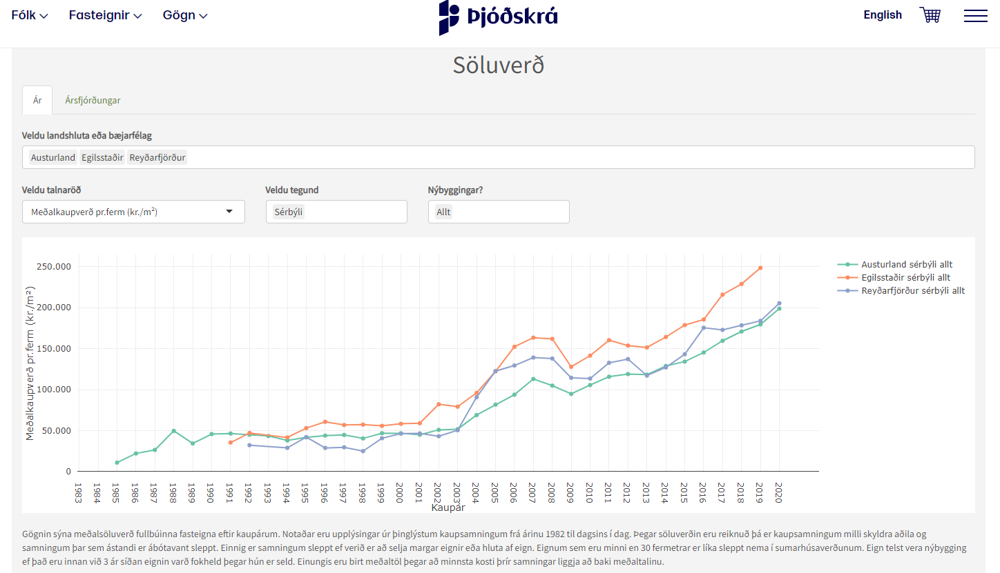 Fólk Fasteignir Gögn Þjóðskrá English
Söluverð
Ár Ársfjórðungar
Veldu landshluta eða bæjarfélag
Austurland Egilsstaðir Reyðarfjörður
Veldu talnaröð Veldu tegund Nýbyggingar?
Meðalkaupverð pr.ferm (kr./m²) Sérbýli Allt
Meðalkaupverð pr.ferm (kr./m²)
250.000
200.000
150.000
100.000
50.000
0
Austurland sérbýli allt
Egilsstaðir sérbýli allt
Reyðarfjörður sérbýli allt
1983 1984 1985 1986 1987 1988 1989 1990 1991 1992 1993 1994 1995 1996 1997 1998 1999 2000 2001 2002 2003 2004 2005 2006 2007 2008 2009 2010 2011 2012 2013 2014 2015 2016 2017 2018 2019 2020
Kaupár
Gögnin sýna meðalsöluverð fullbúinna fasteigna eftir kaupárum. Notaðar eru upplýsingar úr þinglýstum kaupsamningum frá árinu 1982 til dagsins í dag. Þegar söluverðin eru reiknuð þá er kaupsamningum milli skyldra aðila og
samningum þar sem ástandi er ábótavant sleppt. Einnig er samningum sleppt ef verið er að selja margar eignir eða hluta af eign. Eignum sem eru minni en 30 fermetrar er líka sleppt nema í sumarhúsaverðunum. Eign telst vera nýbygging
ef það eru innan við 3 ár síðan eignin varð fokheld þegar hún er seld. Einungis eru birt meðaltöl þegar að minnsta kosti þrír samningar liggja að baki meðaltalinu.